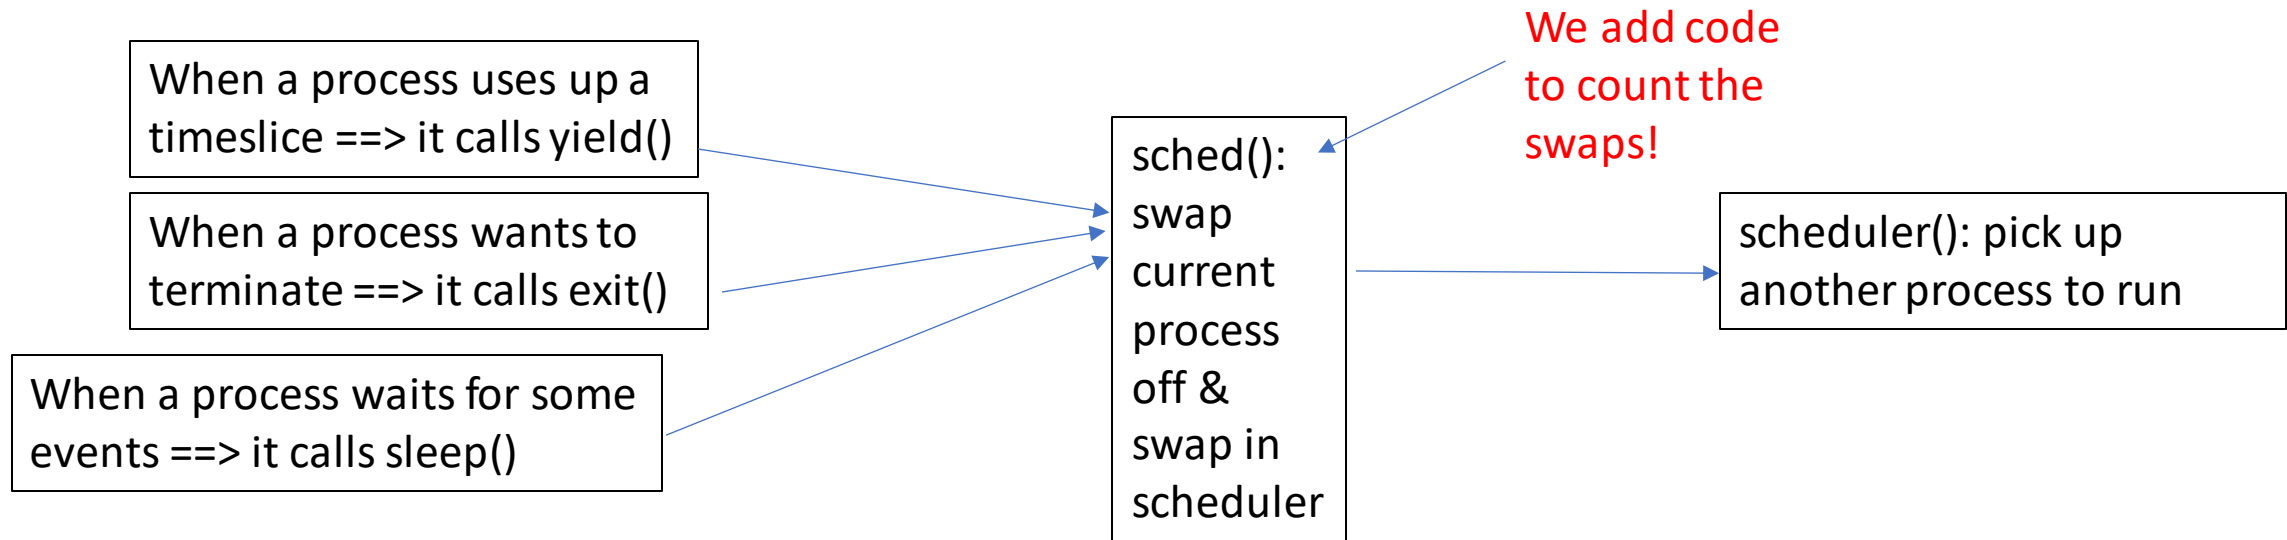 When a process uses up a
timeslice ==> it calls yield()
When a process wants to
terminate ==> it calls exit()
When a process waits for some
events ==> it calls sleep()
sched():
swap
current
process
off &
swap in
scheduler
We add code
to count the
swaps!
scheduler(): pick up
another process to run